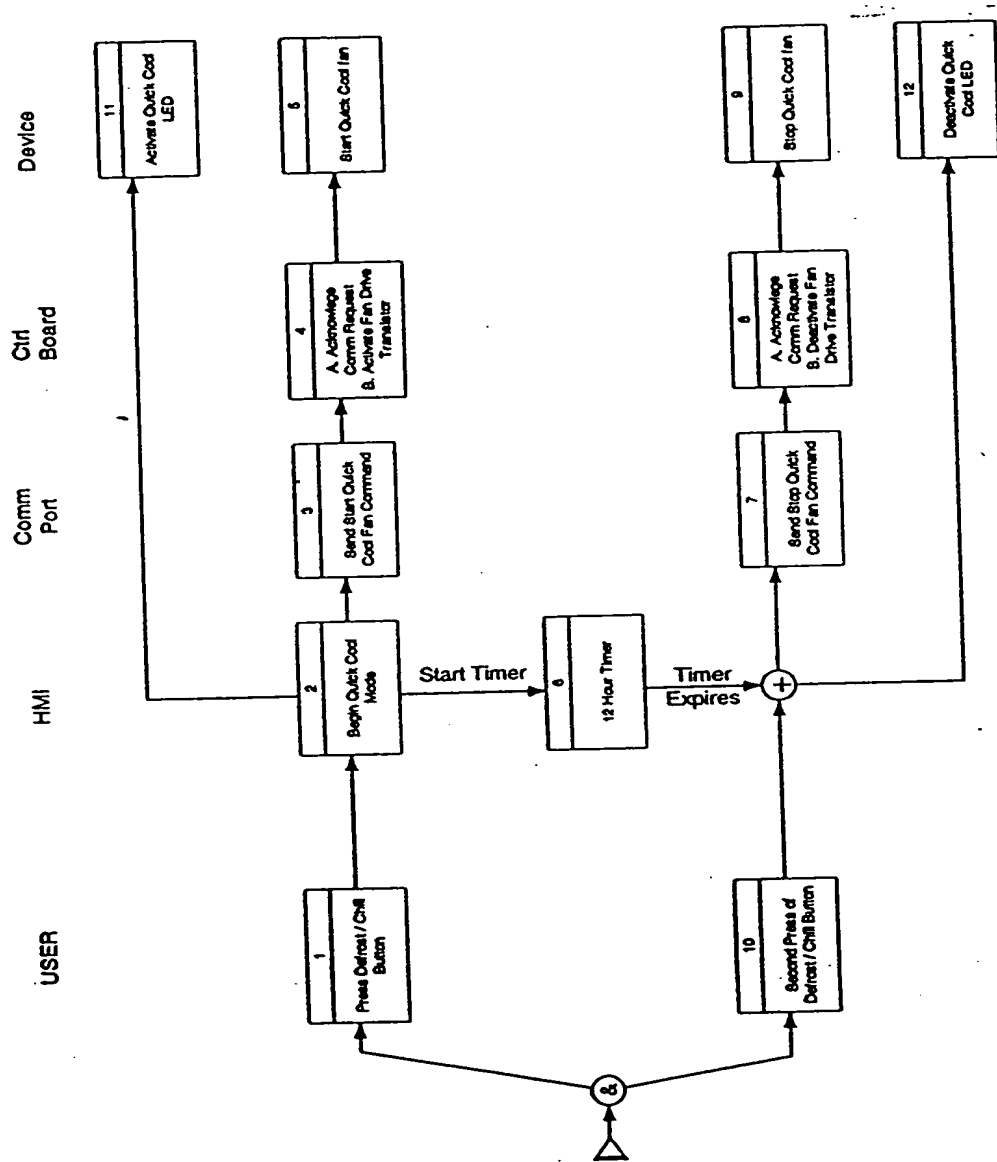 USER
HMI
Comm
Port
Ctrl
Board
Device
11
Activate Quick Cool
LED
1
Press Defrost / Chill
Button
2
Begin Quick Cool
Mode
3
Send Start Quick
Cool Fan Command
4
A. Acknowlege
Comm Request
B. Activate Fan Drive
Transistor
5
Start Quick Cool fan
Start Timer
6
12 Hour Timer
Timer
Expires
&
+
10
Second Press of
Defrost / Chill Button
7
Send Stop Quick
Cool Fan Command
8
A. Acknowlege
Comm Request
B. Deactivate Fan
Drive Transistor
9
Stop Quick Cool fan
12
Deactivate Quick
Cool LED